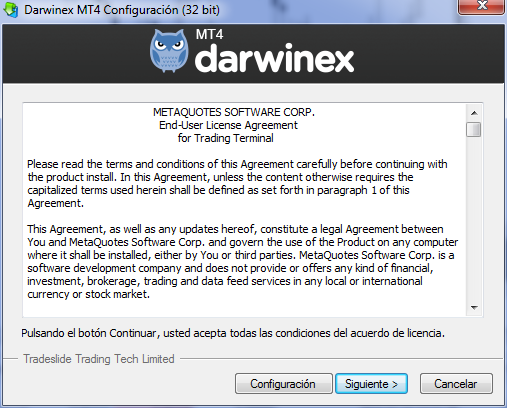 Darwinex MT4 Configuración (32 bit)
MT4
darwinex
METAQUOTES SOFTWARE CORP.
End-User License Agreement
for Trading Terminal
Please read the terms and conditions of this Agreement carefully before continuing with
the product install. In this Agreement, unless the content otherwise requires the
capitalized terms used herein shall be defined as set forth in paragraph 1 of this
Agreement.
This Agreement, as well as any updates hereof, constitute a legal Agreement between
You and MetaQuotes Software Corp. and govern the use of the Product on any computer
where it shall be installed, either by You or third parties. MetaQuotes Software Corp. is a
software development company and does not provide or offers any kind of financial,
investment, brokerage, trading and data feed services in any local or international
currency or stock market.
Pulsando el botón Continuar, usted acepta todas las condiciones del acuerdo de licencia.
Tradeslide Trading Tech Limited
Configuración
Siguiente >
Cancelar